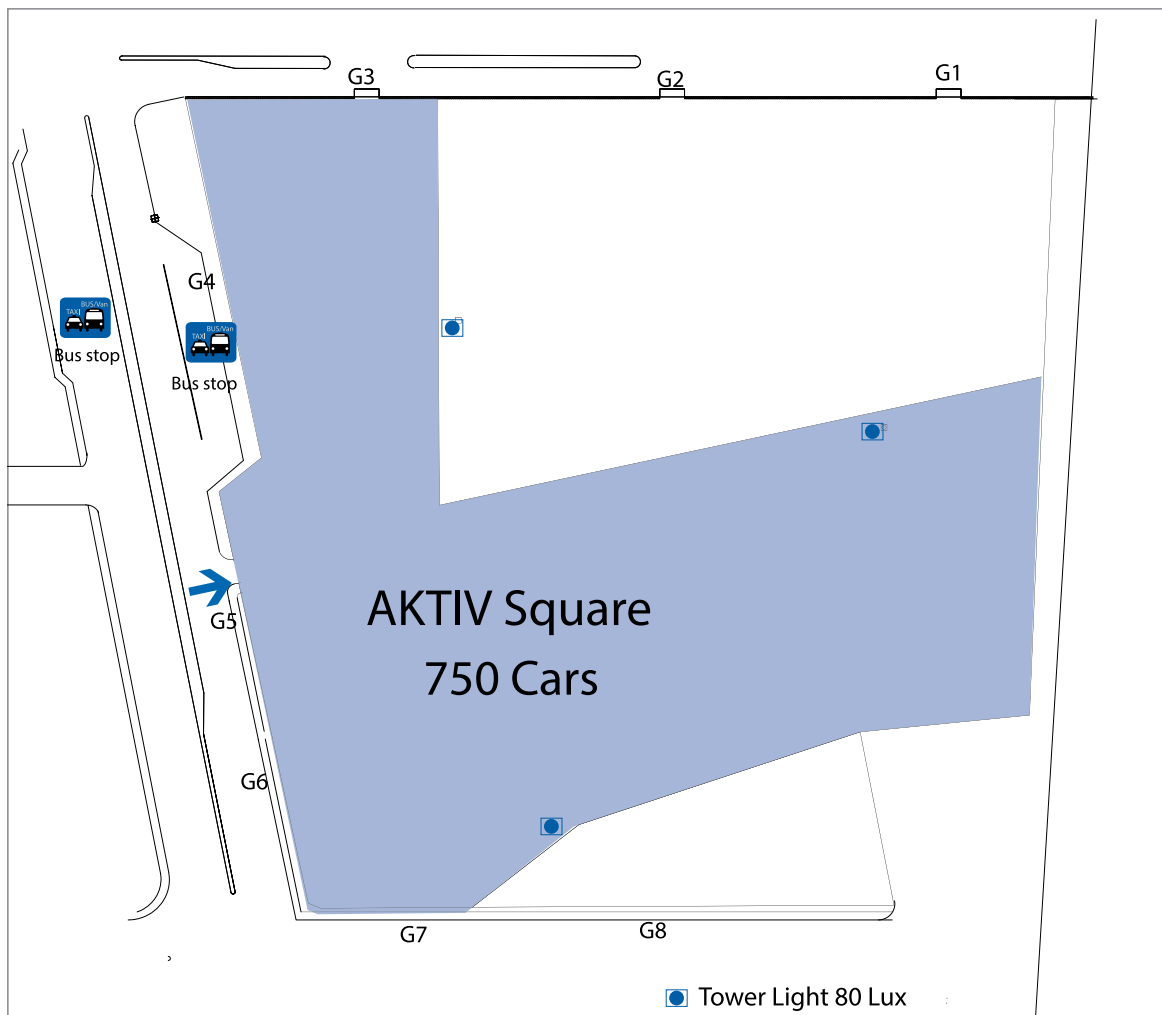 G3
G2
G1
G4
TAXI
BUS/Van
Bus stop
TAXI
BUS/Van
Bus stop
AKTIV Square
750 Cars
G5
G6
G7
G8
Tower Light 80 Lux